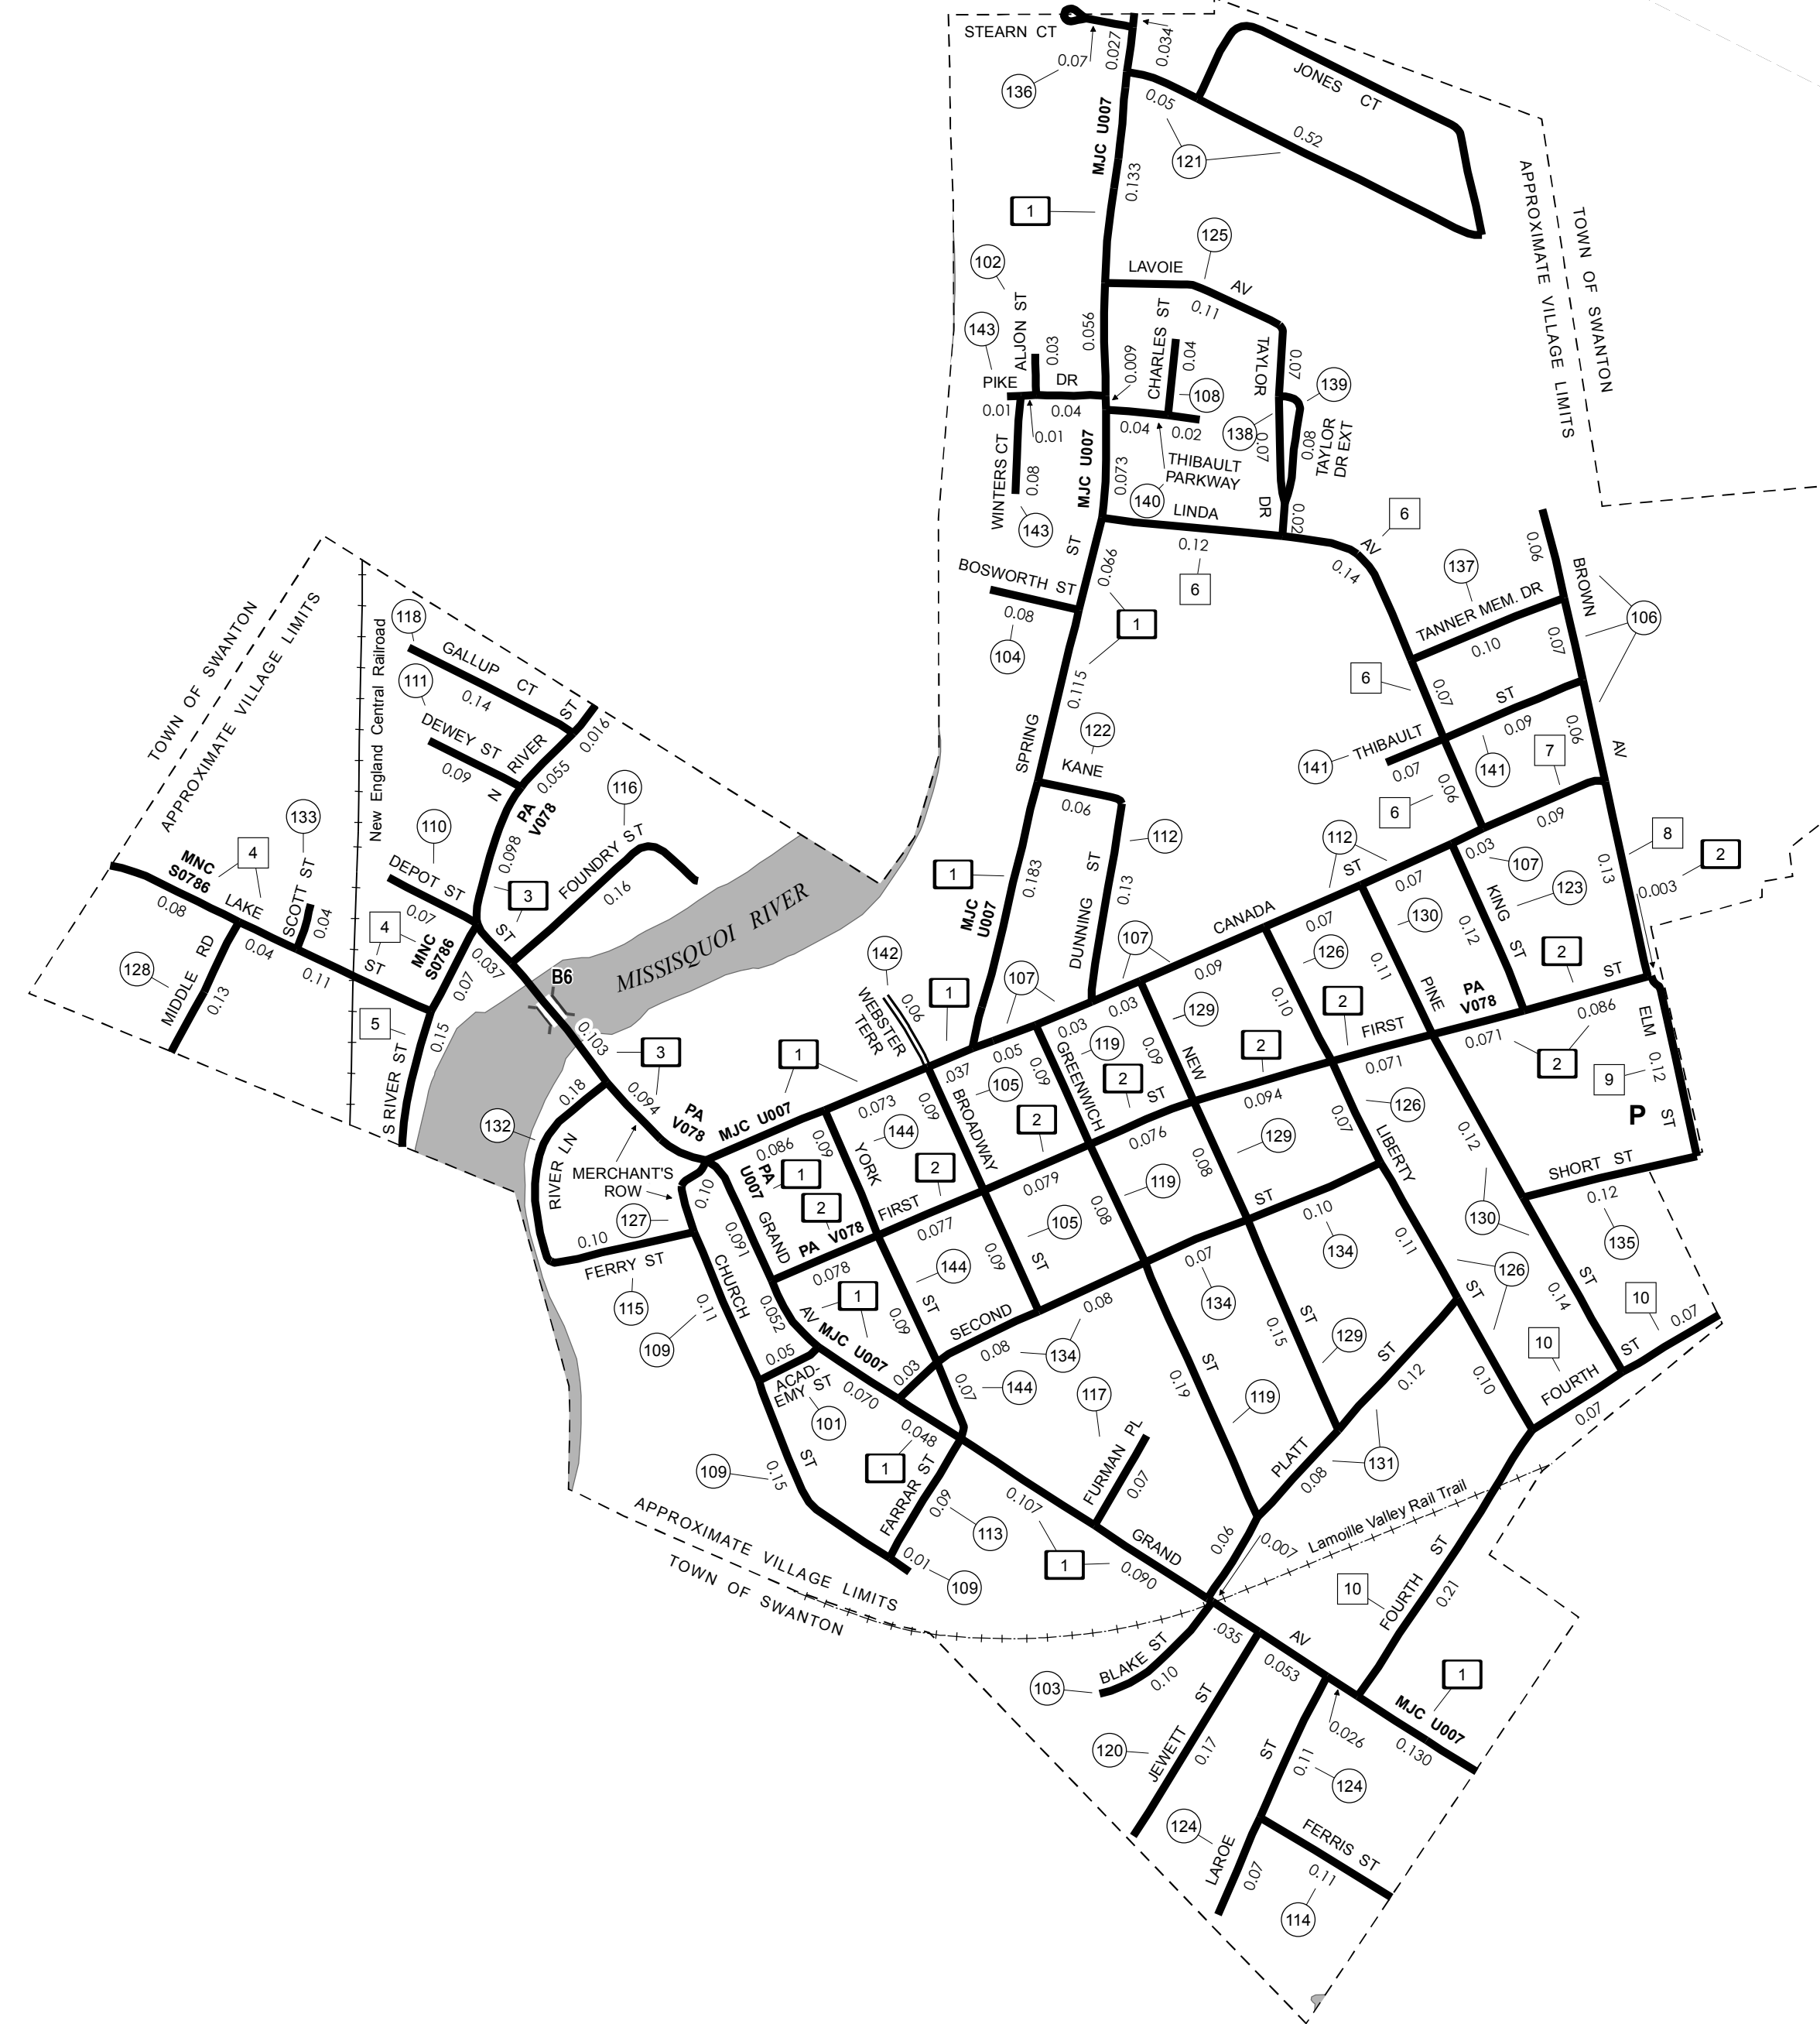 STEARN CT
0.07
0.027
0.034
136
MJC U007
0.05
JONES CT
0.52
121
0.133
1
APPROXIMATE VILLAGE LIMITS
TOWN OF SWANTON
125
102
LAVOIE AV
0.11
ALJON ST
0.03
143
0.056
0.009
CHARLES ST
0.04
108
TAYLOR DR
0.07
139
PIKE DR
0.01
0.04
0.01
0.04
0.02
138
0.07
0.08
TAYLOR
DR EXT
WINTERS CT
0.08
143
MJC U007
0.073
THIBAULT
PARKWAY
140
LINDA AV
0.02
0.12
6
6
0.14
BOSWORTH ST
0.08
104
ST
0.066
1
0.115
137
TANNER MEM. DR
0.10
0.06
BROWN AV
106
0.07
6
0.07
THIBAULT ST
0.09
0.07
141
141
0.06
7
6
0.06
0.09
SPRING
122
KANE
0.06
112
DUNNING ST
0.13
1
0.183
MJC
U007
TOWN OF SWANTON
APPROXIMATE VILLAGE LIMITS
New England Central Railroad
118
GALLUP CT
0.14
111
DEWEY ST
0.09
N RIVER ST
0.016
0.055
PA
V078
0.098
116
FOUNDRY ST
0.16
110
DEPOT ST
0.07
3
133
4
MNC
S0786
0.08
LAKE ST
SCOTT ST
0.04
0.04
0.11
4
MNC
S0786
0.07
0.037
128
MIDDLE RD
0.13
5
S RIVER ST
0.15
B6
MISSISQUOI RIVER
0.103
3
0.094
PA
V078
0.18
132
RIVER LN
MERCHANT'S
ROW
127
0.10
0.10
FERRY ST
115
142
WEBSTER
TERR
0.06
1
107
107
CANADA ST
112
0.09
0.07
0.07
0.03
107
123
KING ST
0.12
0.13
8
2
0.003
130
0.11
PINE
126
0.10
129
NEW
0.09
0.03
0.03
119
GREENWICH
0.09
0.05
105
.037
BROADWAY
0.09
0.073
144
YORK
0.09
1
MJC U007
0.086
PA
U007
1
2
PA V078
FIRST
2
2
2
ST
2
2
FIRST
PA
V078
2
ST
0.086
2
0.071
0.071
0.094
0.076
0.079
0.077
0.078
ELM ST
9
0.12
P
SHORT ST
0.12
135
126
0.07
LIBERTY
0.12
130
129
0.08
119
0.08
105
0.09
ST
144
ST
0.09
GRAND
0.091
CHURCH
0.11
109
0.052
AV
1
MJC U007
0.05
ACAD-
EMY ST
101
0.070
0.03
SECOND
0.08
134
0.08
0.07
134
ST
0.10
134
0.11
126
ST
ST
0.14
10
10
0.07
FOURTH ST
0.07
0.10
0.15
ST
129
PLATT ST
0.12
131
0.08
ST
0.19
119
117
FURMAN PL
0.07
144
0.07
0.048
1
FARRAR ST
0.09
113
109
0.15
ST
0.01
109
0.107
1
0.090
GRAND
0.06
0.007
Lamoille Valley Rail Trail
APPROXIMATE VILLAGE LIMITS
TOWN OF SWANTON
10
FOURTH ST
0.21
.035
AV
0.053
BLAKE ST
0.10
103
1
MJC U007
0.130
0.026
120
JEWETT ST
0.17
124
LAROE ST
0.11
124
0.07
FERRIS ST
0.11
114